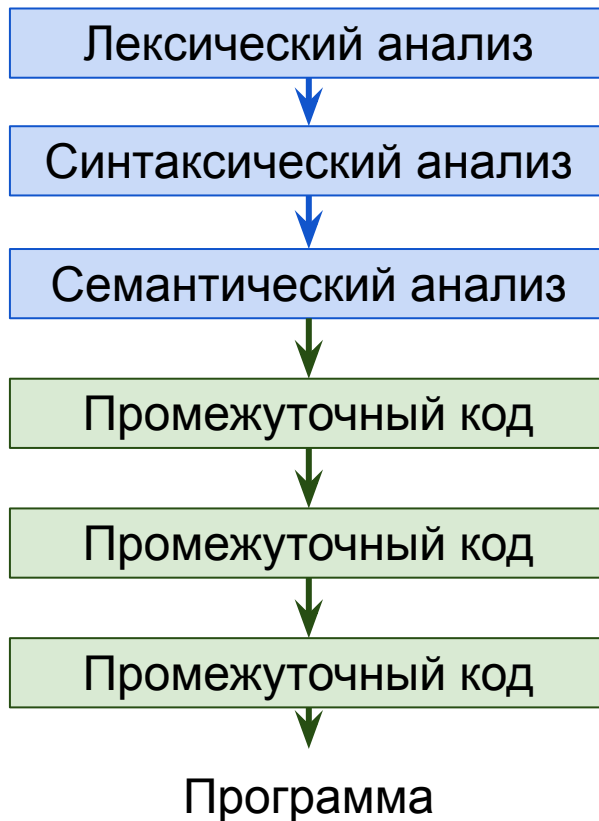 Лексический анализ
Синтаксический анализ
Семантический анализ
Промежуточный код
Промежуточный код
Промежуточный код
Программа